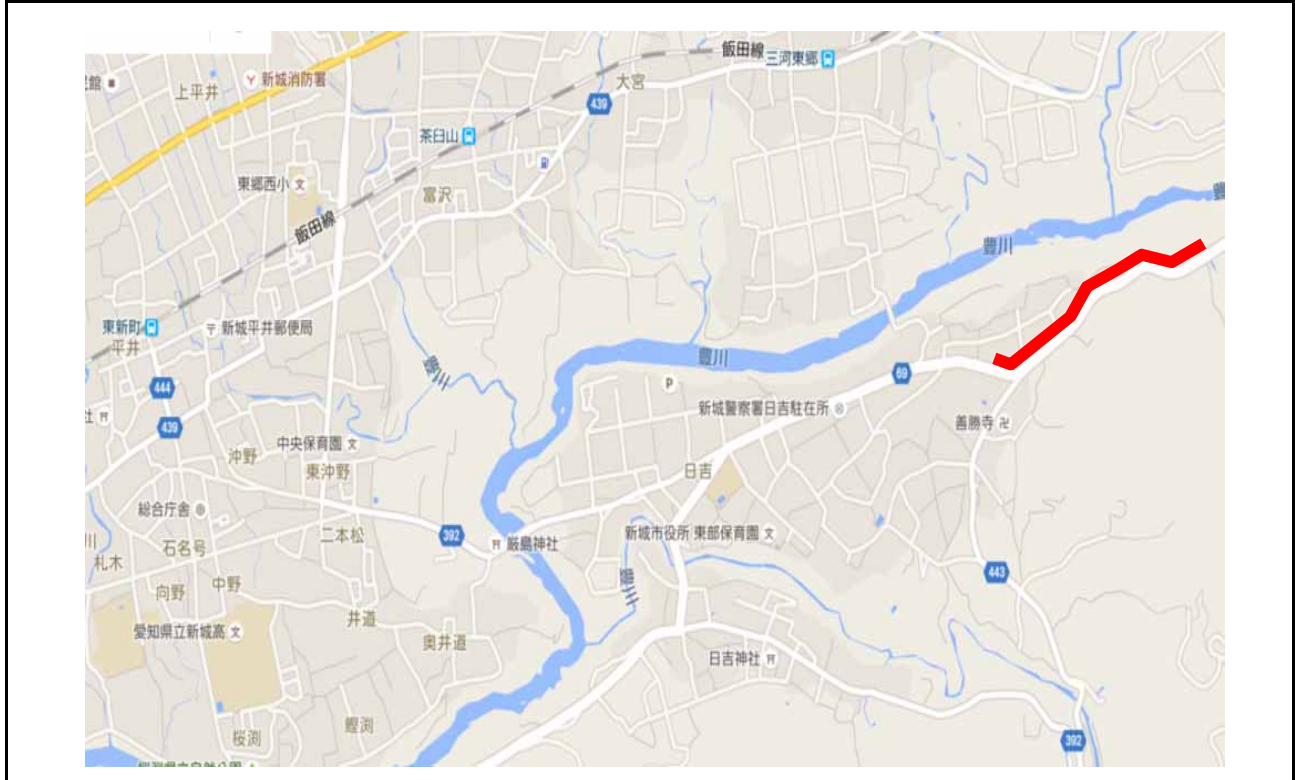 飯田線
三河東郷
大宮
館
上平井
新城消防署
439
茶臼山
東郷西小
富沢
飯田線
豊川
東新町
新城平井郵便局
平井
豊川
69
444
新城警察署日吉駐在所
社
439
善勝寺
中央保育園
沖野
東沖野
日吉
総合庁舎
二本松
392
厳島神社
新城市役所 東部保育園
川
石名号
札木
443
向野
中野
豊川
井道
愛知県立新城高
奥井道
日吉神社
桜淵
鰹渕
392
P